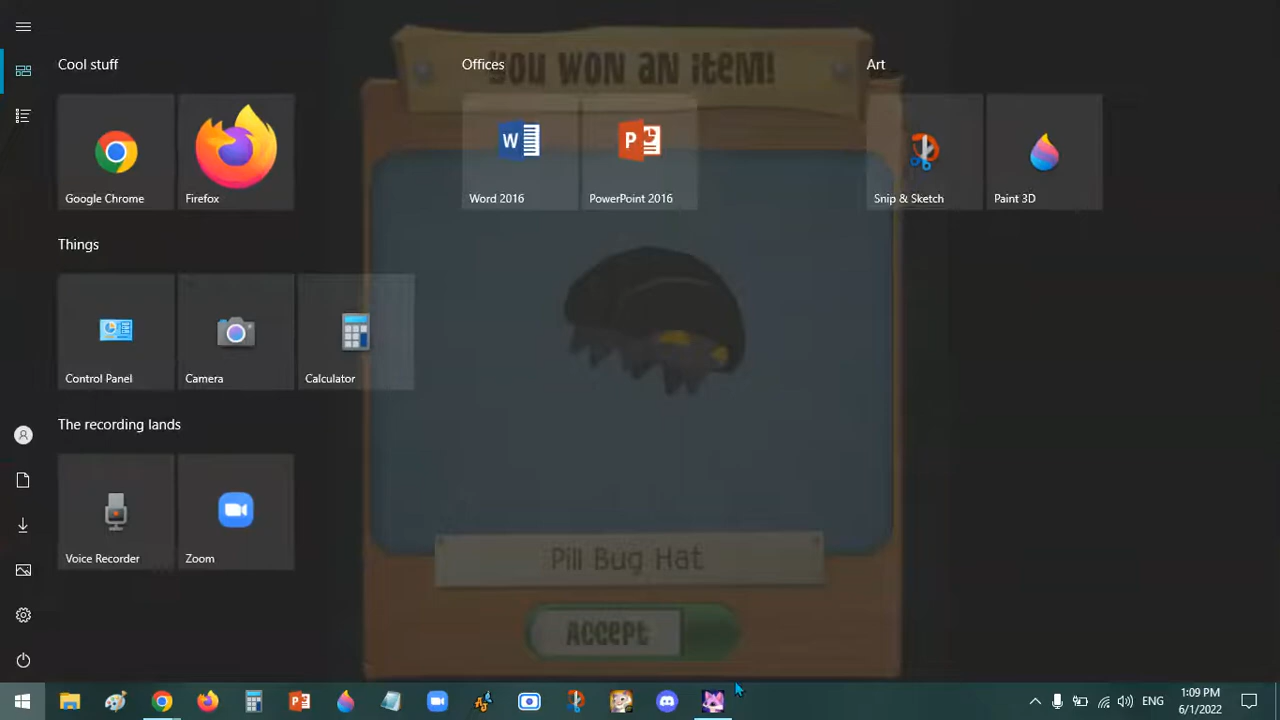 Cool stuff
Offices
Art
YOU WON AN ITEM!
Google Chrome
Firefox
Word 2016
PowerPoint 2016
Snip & Sketch
Paint 3D
Things
Control Panel
Camera
Calculator
The recording lands
Voice Recorder
Zoom
Pill Bug Hat
ACCEPT
ENG
1:09 PM
6/1/2022